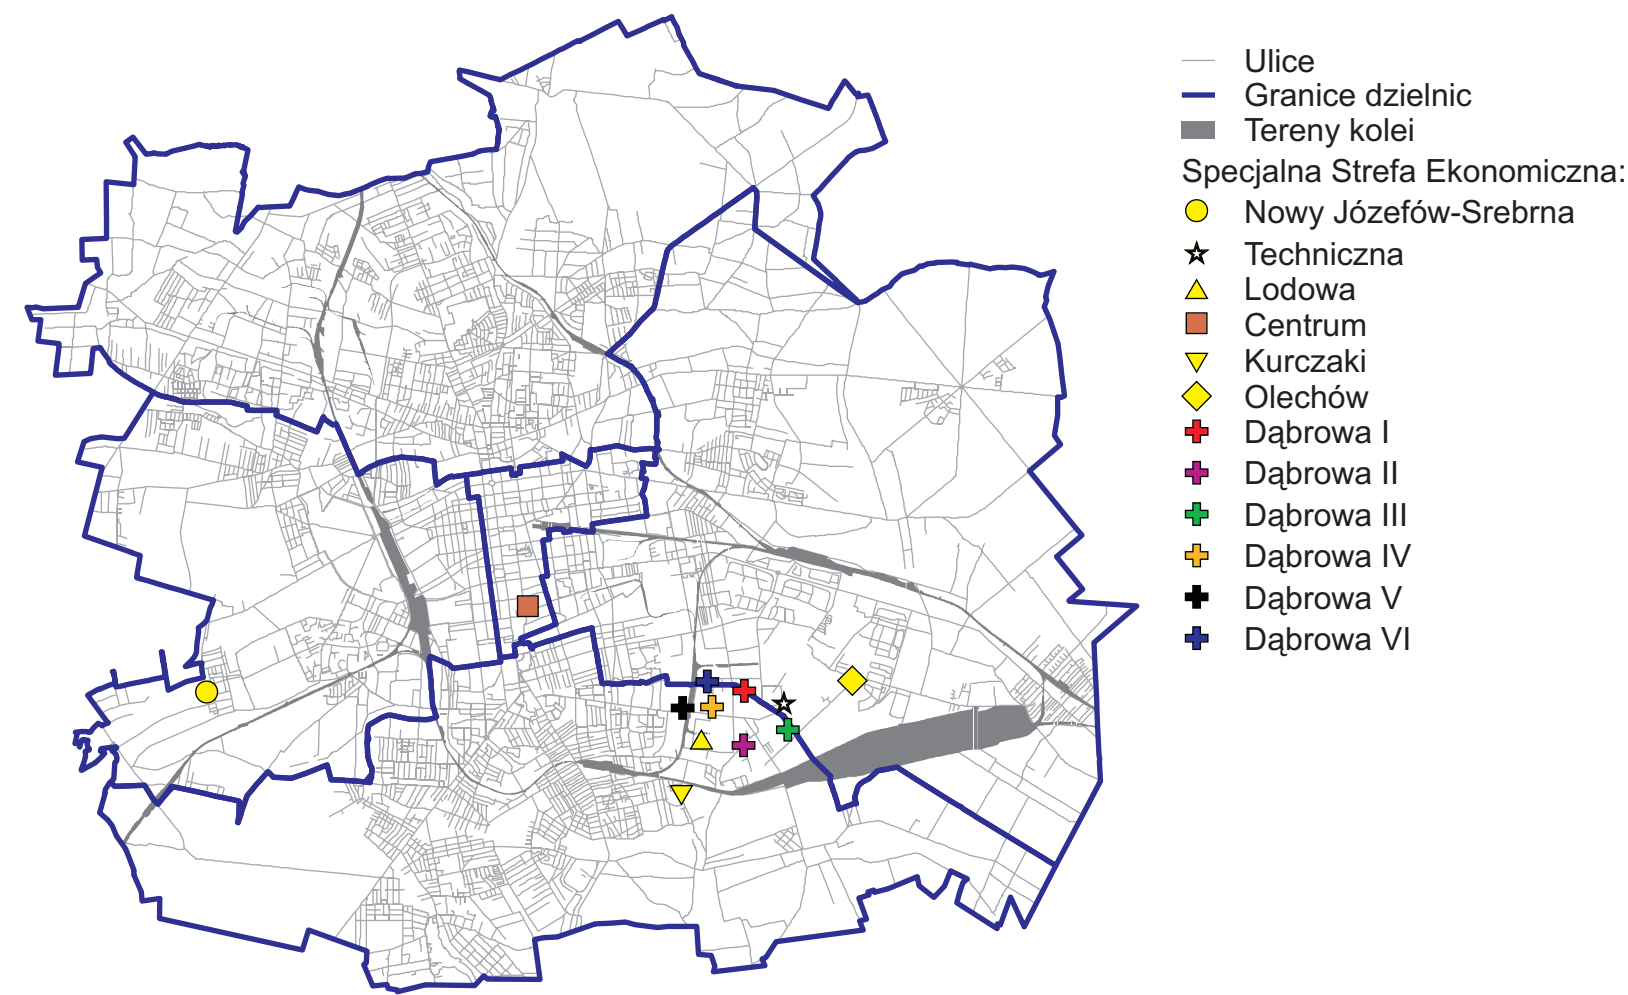 Ulice
Granice dzielnic
Tereny kolei
Specjalna Strefa Ekonomiczna:
Nowy Józefów-Srebrna
Techniczna
Lodowa
Centrum
Kurczaki
Olechów
Dąbrowa I
Dąbrowa II
Dąbrowa III
Dąbrowa IV
Dąbrowa V
Dąbrowa VI